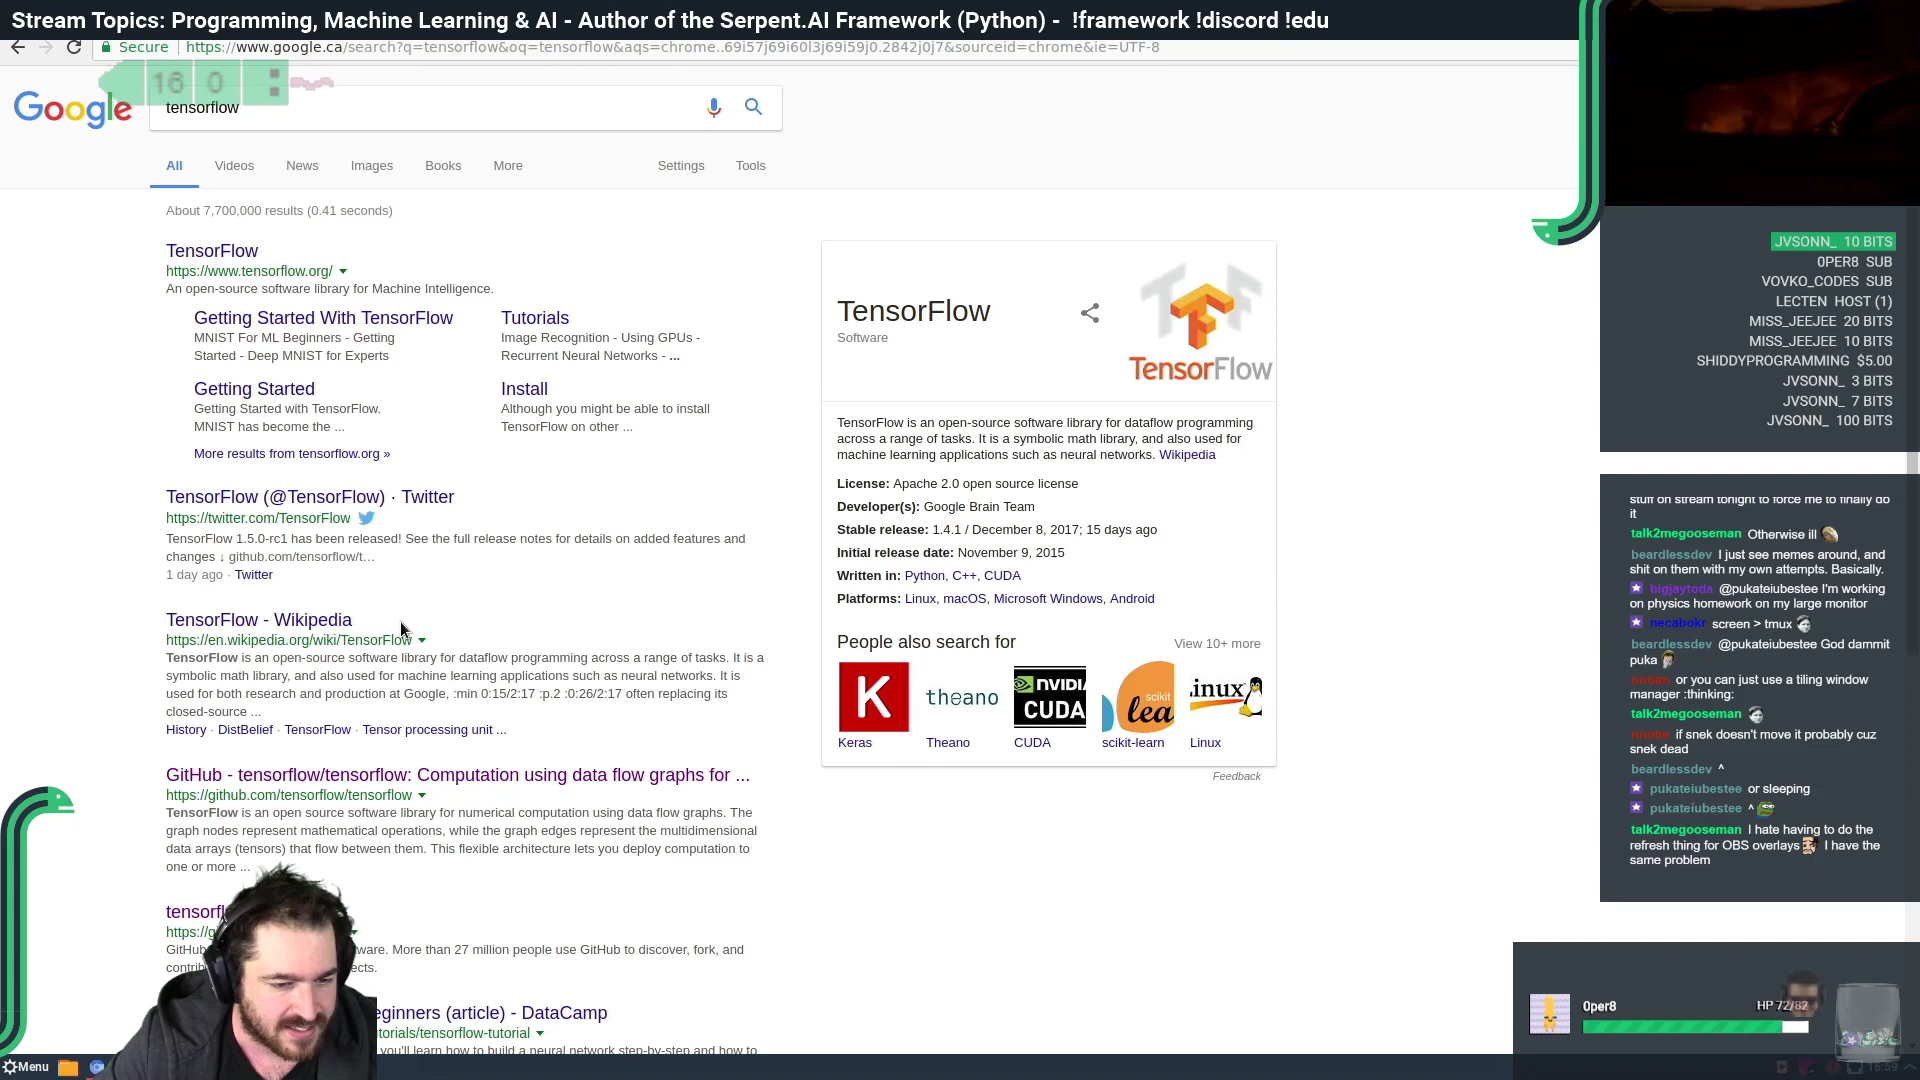 Stream Topics: Programming, Machine Learning & AI - Author of the Serpent.AI Framework (Python) - !framework !discord !edu
Secure https://www.google.ca/search?q=tensorflow&oq=tensorflow&aqs=chrome..69i57j69i60l3j69i59j0.2842j0j7&sourceid=chrome&ie=UTF-8
16 0 :
Google
tensorflow
All Videos News Images Books More Settings Tools
About 7,700,000 results (0.41 seconds)
TensorFlow
https://www.tensorflow.org/
An open-source software library for Machine Intelligence.
Getting Started With TensorFlow
MNIST For ML Beginners - Getting
Started - Deep MNIST for Experts
Tutorials
Image Recognition - Using GPUs -
Recurrent Neural Networks - ...
Getting Started
Getting Started with TensorFlow.
MNIST has become the ...
Install
Although you might be able to install
TensorFlow on other ...
More results from tensorflow.org »
TensorFlow (@TensorFlow) · Twitter
https://twitter.com/TensorFlow
TensorFlow 1.5.0-rc1 has been released! See the full release notes for details on added features and
changes ↓ github.com/tensorflow/t…
1 day ago · Twitter
TensorFlow - Wikipedia
https://en.wikipedia.org/wiki/TensorFlow
TensorFlow is an open-source software library for dataflow programming across a range of tasks. It is a
symbolic math library, and also used for machine learning applications such as neural networks. It is
used for both research and production at Google, :min 0:15/2:17 :p.2 :0:26/2:17 often replacing its
closed-source ...
History · DistBelief · TensorFlow · Tensor processing unit ...
GitHub - tensorflow/tensorflow: Computation using data flow graphs for ...
https://github.com/tensorflow/tensorflow
TensorFlow is an open source software library for numerical computation using data flow graphs. The
graph nodes represent mathematical operations, while the graph edges represent the multidimensional
data arrays (tensors) that flow between them. This flexible architecture lets you deploy computation to
one or more ...
tensorfl
https://g
GitHub ware. More than 27 million people use GitHub to discover, fork, and
contrib ects.
eginners (article) - DataCamp
torials/tensorflow-tutorial
you'll learn how to build a neural network step-by-step and how to
TensorFlow
Software
TensorFlow
TensorFlow is an open-source software library for dataflow programming
across a range of tasks. It is a symbolic math library, and also used for
machine learning applications such as neural networks. Wikipedia
License: Apache 2.0 open source license
Developer(s): Google Brain Team
Stable release: 1.4.1 / December 8, 2017; 15 days ago
Initial release date: November 9, 2015
Written in: Python, C++, CUDA
Platforms: Linux, macOS, Microsoft Windows, Android
People also search for
View 10+ more
K
theano
NVIDIA
CUDA
scikit
lea
inux
Keras
Theano
CUDA
scikit-learn
Linux
Feedback
JVSONN_ 10 BITS
0PER8 SUB
VOVKO_CODES SUB
LECTEN HOST (1)
MISS_JEEJEE 20 BITS
MISS_JEEJEE 10 BITS
SHIDDYPROGRAMMING $5.00
JVSONN_ 3 BITS
JVSONN_ 7 BITS
JVSONN_ 100 BITS
stuff on stream tonight to force me to finally do
it
talk2megooseman Otherwise ill
beardlessdev I just see memes around, and
shit on them with my own attempts. Basically.
bigjaytoda @pukateiubestee I'm working
on physics homework on my large monitor
necabokr screen > tmux
beardlessdev @pukateiubestee God dammit
puka
or you can just use a tiling window
manager :thinking:
talk2megooseman
if snek doesn't move it probably cuz
snek dead
beardlessdev ^
pukateiubestee or sleeping
pukateiubestee ^
talk2megooseman I hate having to do the
refresh thing for OBS overlays I have the
same problem
0per8
HP 72/82
Menu
16:59